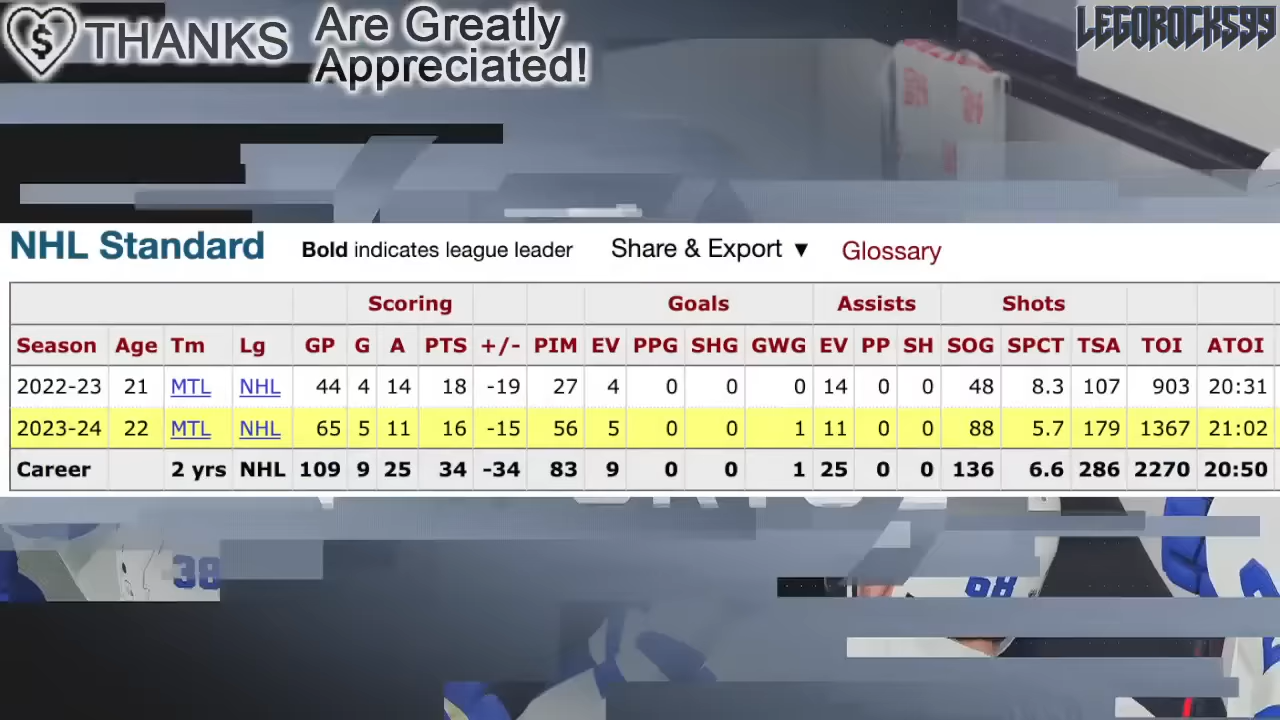 $ THANKS Are Greatly
Appreciated!
LEGOROCKS99
NHL Standard Bold indicates league leader Share & Export ▼ Glossary
Scoring Goals Assists Shots
Season Age Tm Lg GP G A PTS +/- PIM EV PPG SHG GWG EV PP SH SOG SPCT TSA TOI ATOI
2022-23 21 MTL NHL 44 4 14 18 -19 27 4 0 0 0 14 0 0 48 8.3 107 903 20:31
2023-24 22 MTL NHL 65 5 11 16 -15 56 5 0 0 1 11 0 0 88 5.7 179 1367 21:02
Career 2 yrs NHL 109 9 25 34 -34 83 9 0 0 1 25 0 0 136 6.6 286 2270 20:50
38
98